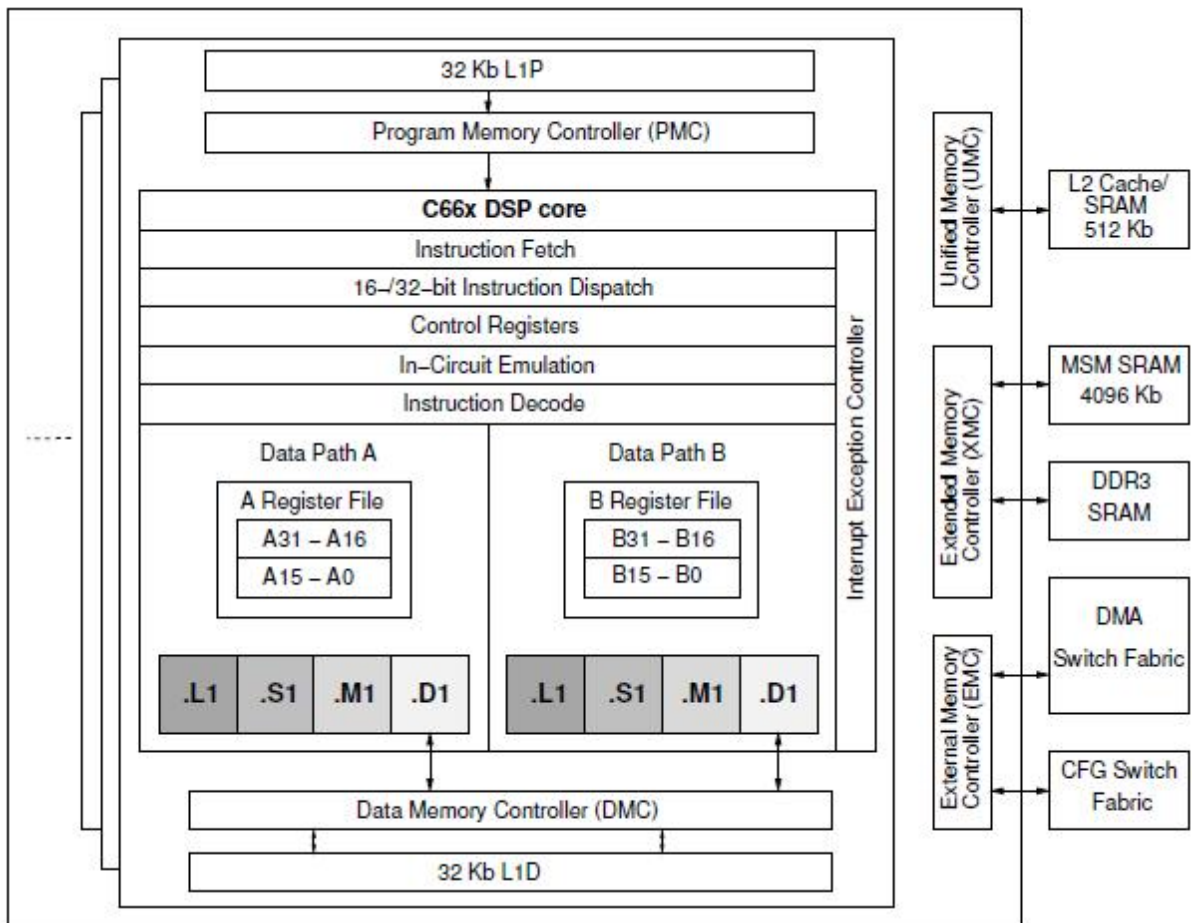 32 Kb L1P
Program Memory Controller (PMC)
C66x DSP core
Instruction Fetch
16-/32-bit Instruction Dispatch
Control Registers
In-Circuit Emulation
Instruction Decode
Interrupt Exception Controller
Data Path A
A Register File
A31 - A16
A15 - A0
.L1 .S1 .M1 .D1
Data Path B
B Register File
B31 - B16
B15 - B0
.L1 .S1 .M1 .D1
Data Memory Controller (DMC)
32 Kb L1D
Unified Memory
Controller (UMC)
L2 Cache/
SRAM
512 Kb
Extended Memory
Controller (XMC)
MSM SRAM
4096 Kb
DDR3
SRAM
External Memory
Controller (EMC)
DMA
Switch Fabric
CFG Switch
Fabric